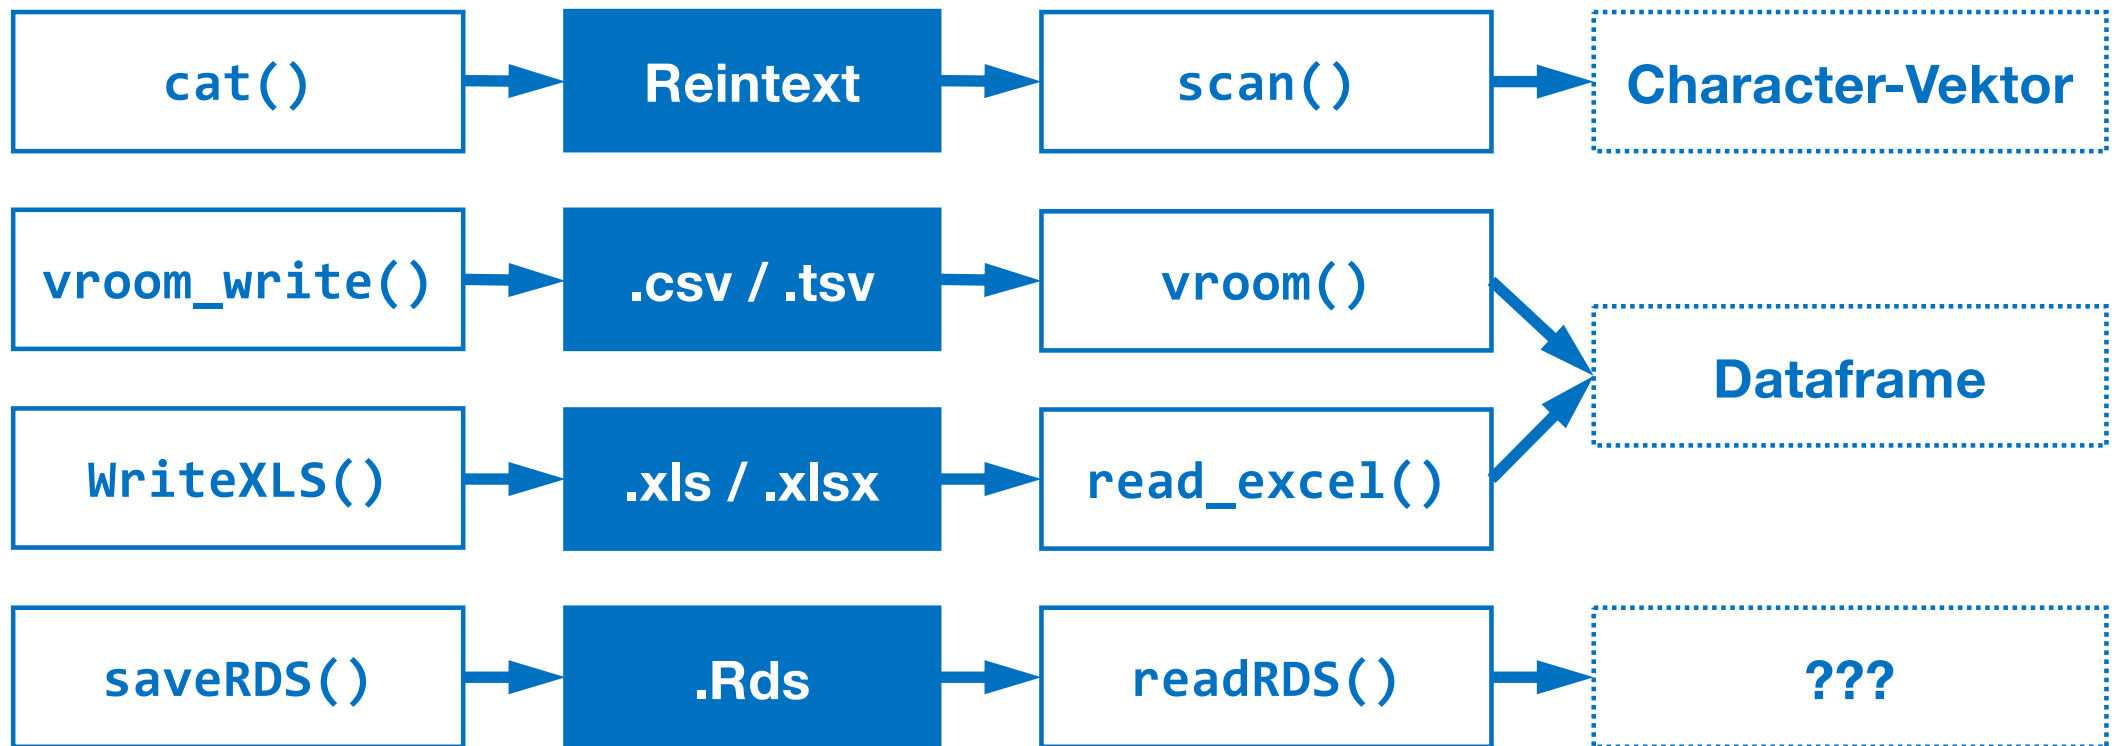 cat()
Reintext
scan()
Character-Vektor
vroom_write()
.csv / .tsv
vroom()
Dataframe
WriteXLS()
.xls / .xlsx
read_excel()
saveRDS()
.Rds
readRDS()
???